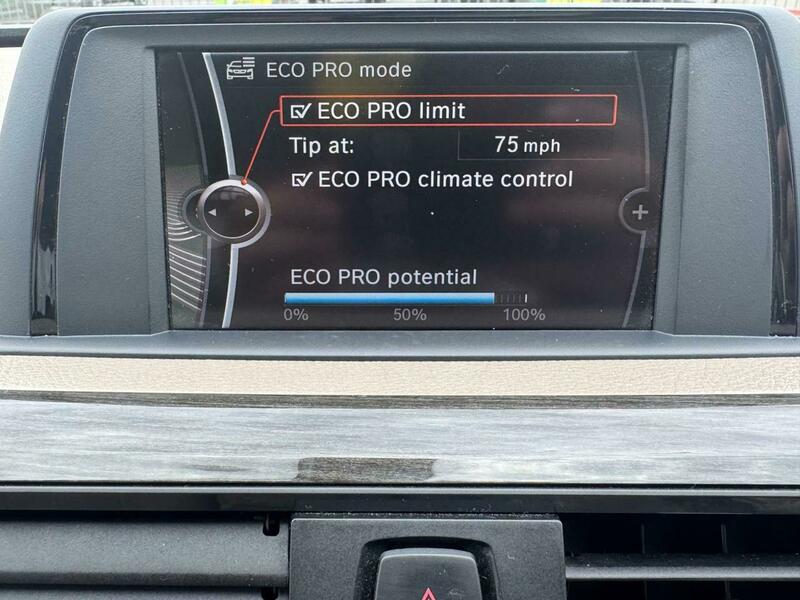 ECO PRO mode
ECO PRO limit
Tip at: 75 mph
ECO PRO climate control
ECO PRO potential
0% 50% 100%